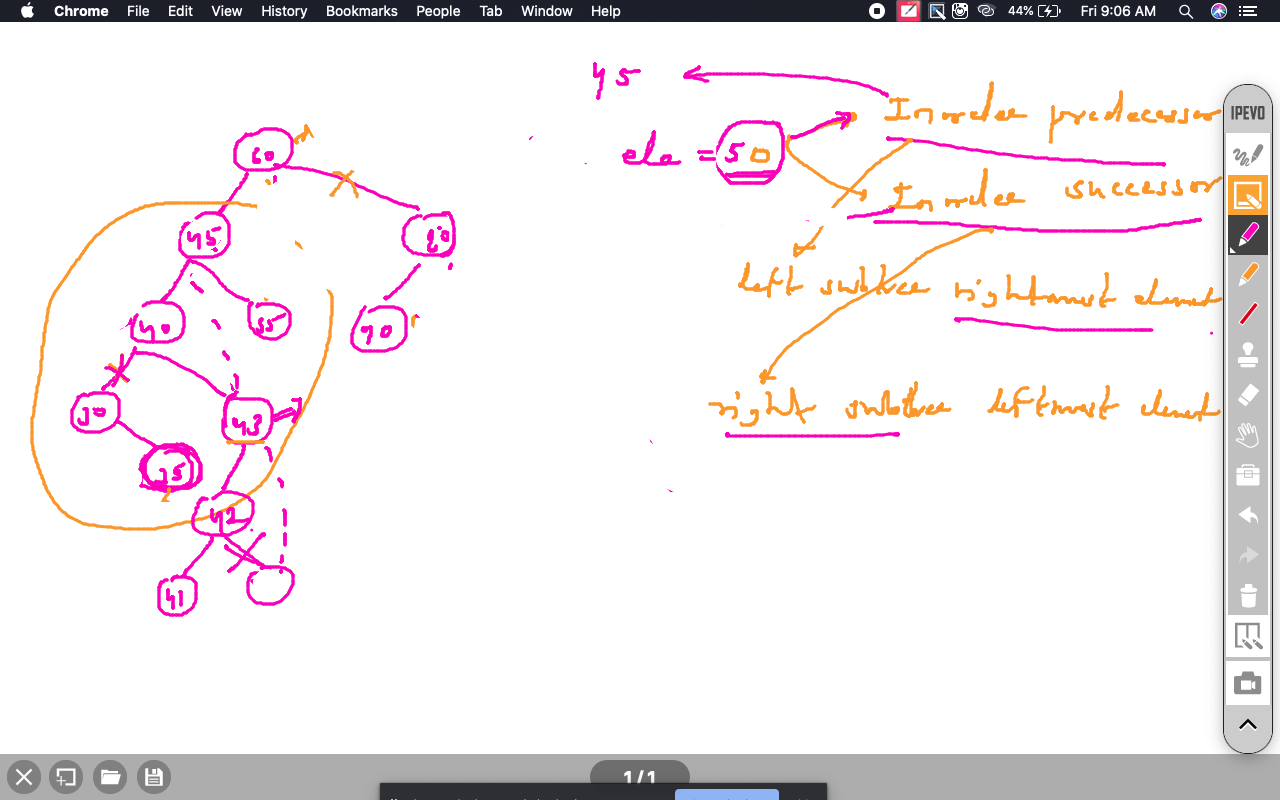 Chrome File Edit View History Bookmarks People Tab Window Help 44% Fri 9:06 AM
45
Inorder predecessor
IPEVO
ele = 50
Inorder successor
60
45
80
left subtree rightmost element
40
55
70
30
43
right subtree leftmost element
35
42
41
1/1